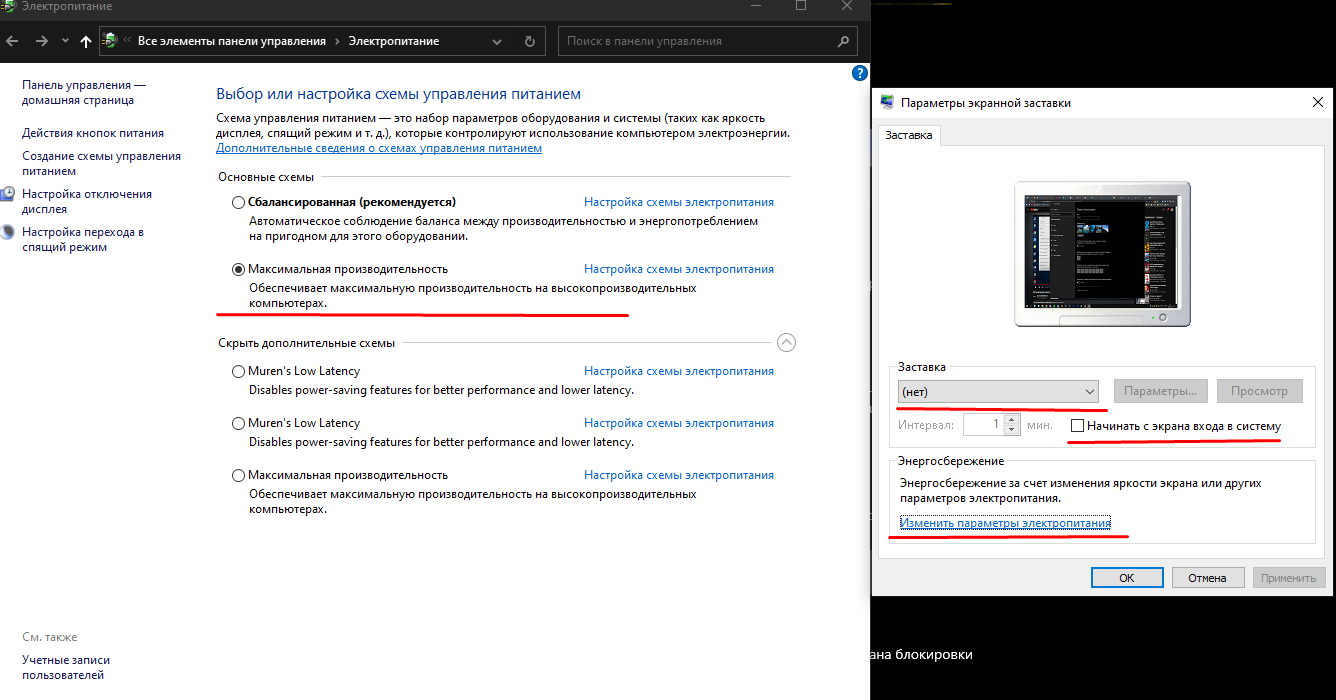 Электропитание
Все элементы панели управления
Электропитание
Поиск в панели управления
?
Панель управления —
домашняя страница
Действия кнопок питания
Создание схемы управления
питанием
Настройка отключения
дисплея
Настройка перехода в
спящий режим
Выбор или настройка схемы управления питанием
Схема управления питанием — это набор параметров оборудования и системы (таких как яркость
дисплея, спящий режим и т. д.), которые контролируют использование компьютером электроэнергии.
Дополнительные сведения о схемах управления питанием
Основные схемы
Сбалансированная (рекомендуется) Настройка схемы электропитания
Автоматическое соблюдение баланса между производительностью и энергопотреблением
на пригодном для этого оборудовании.
Максимальная производительность Настройка схемы электропитания
Обеспечивает максимальную производительность на высокопроизводительных
компьютерах.
Скрыть дополнительные схемы
Muren's Low Latency Настройка схемы электропитания
Disables power-saving features for better performance and lower latency.
Muren's Low Latency Настройка схемы электропитания
Disables power-saving features for better performance and lower latency.
Максимальная производительность Настройка схемы электропитания
Обеспечивает максимальную производительность на высокопроизводительных
компьютерах.
См. также
Учетные записи
пользователей
Параметры экранной заставки
Заставка
Заставка
(нет) Параметры... Просмотр
Интервал: 1 мин. Начинать с экрана входа в систему
Энергосбережение
Энергосбережение за счет изменения яркости экрана или других
параметров электропитания.
Изменить параметры электропитания
ОК Отмена Применить
ана блокировки